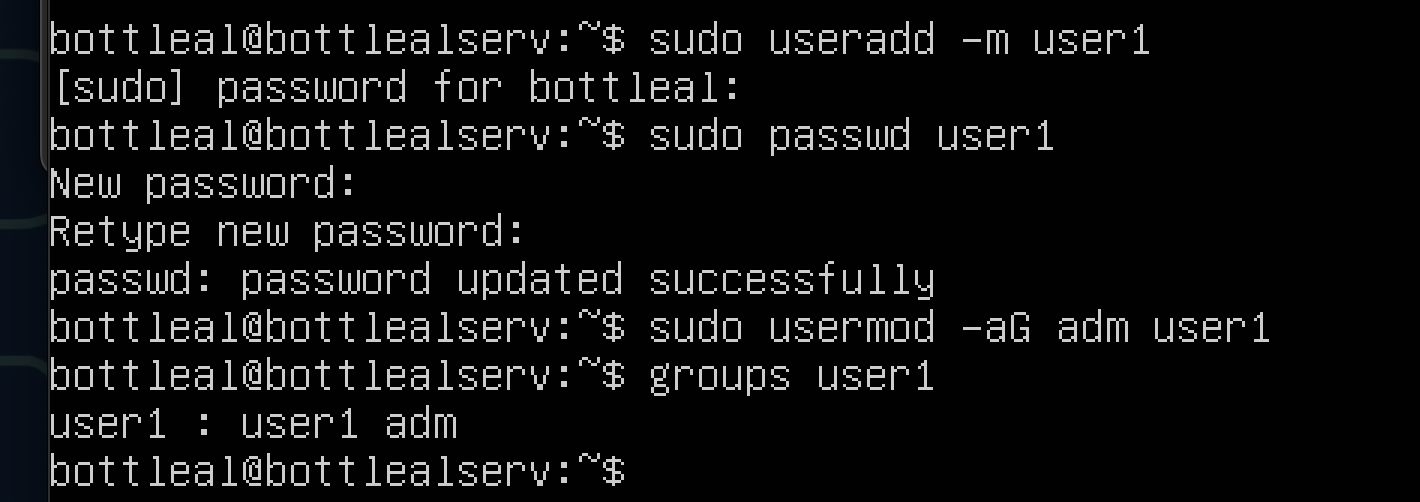 bottleal@bottlealserv:~$ sudo useradd -m user1
[sudo] password for bottleal:
bottleal@bottlealserv:~$ sudo passwd user1
New password:
Retype new password:
passwd: password updated successfully
bottleal@bottlealserv:~$ sudo usermod -aG adm user1
bottleal@bottlealserv:~$ groups user1
user1 : user1 adm
bottleal@bottlealserv:~$